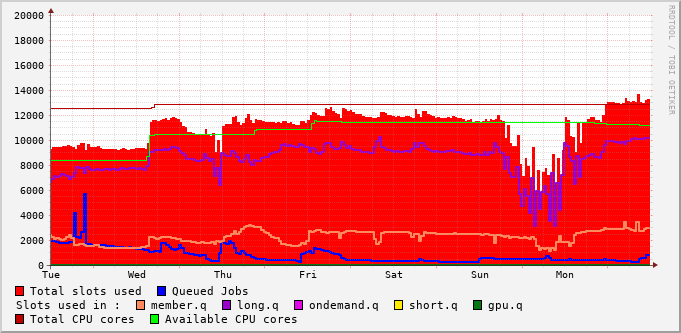 20000
18000
16000
14000
12000
10000
8000
6000
4000
2000
0
Tue Wed Thu Fri Sat Sun Mon
Total slots used Queued Jobs
Slots used in : member.q long.q ondemand.q short.q gpu.q
Total CPU cores Available CPU cores
RRDTOOL / TOBI OETIKER